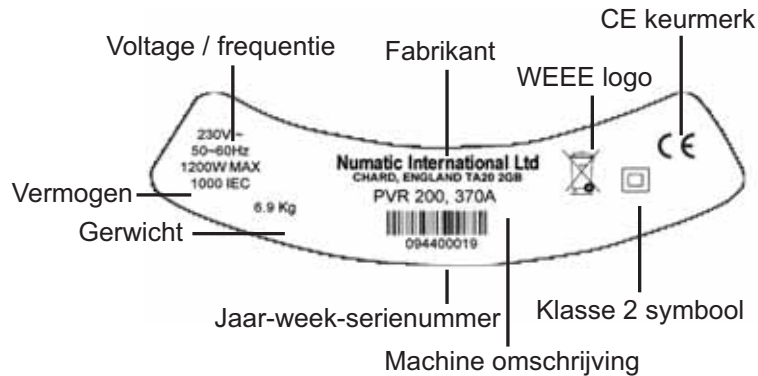 CE keurmerk
Voltage / frequentie
Fabrikant
WEEE logo
230V ~
50~60Hz
1200W MAX
1000 IEC
Numatic International Ltd
CHARD, ENGLAND TA20 2GB
PVR 200, 370A
CE
Vermogen
6.9 Kg
Gerwicht
094400019
Jaar-week-serienummer
Klasse 2 symbool
Machine omschrijving